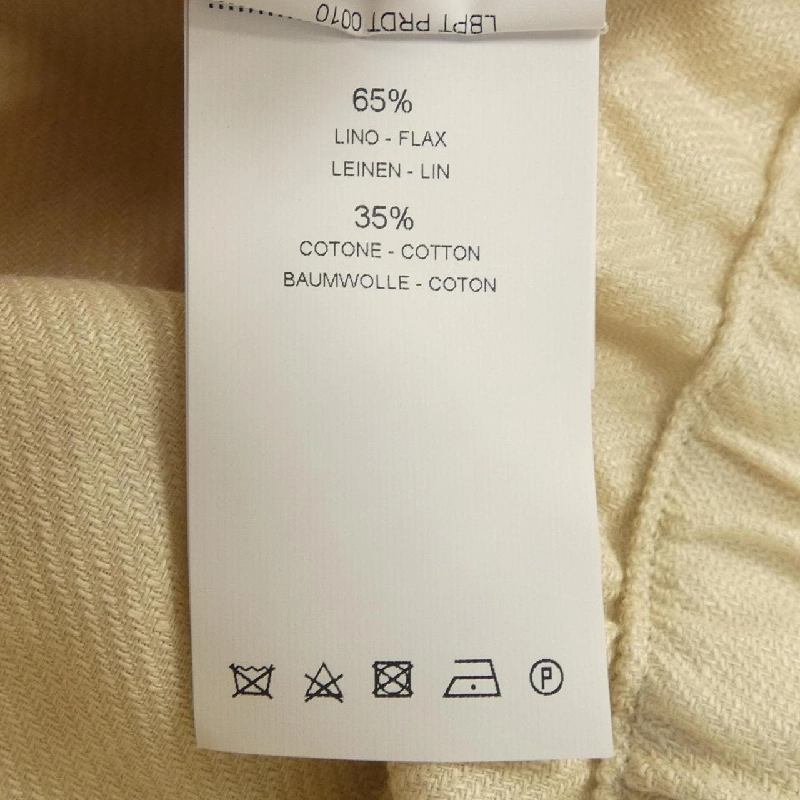 LBPT PRDT 0010
65%
LINO - FLAX
LEINEN - LIN
35%
COTONE - COTTON
BAUMWOLLE - COTON
P